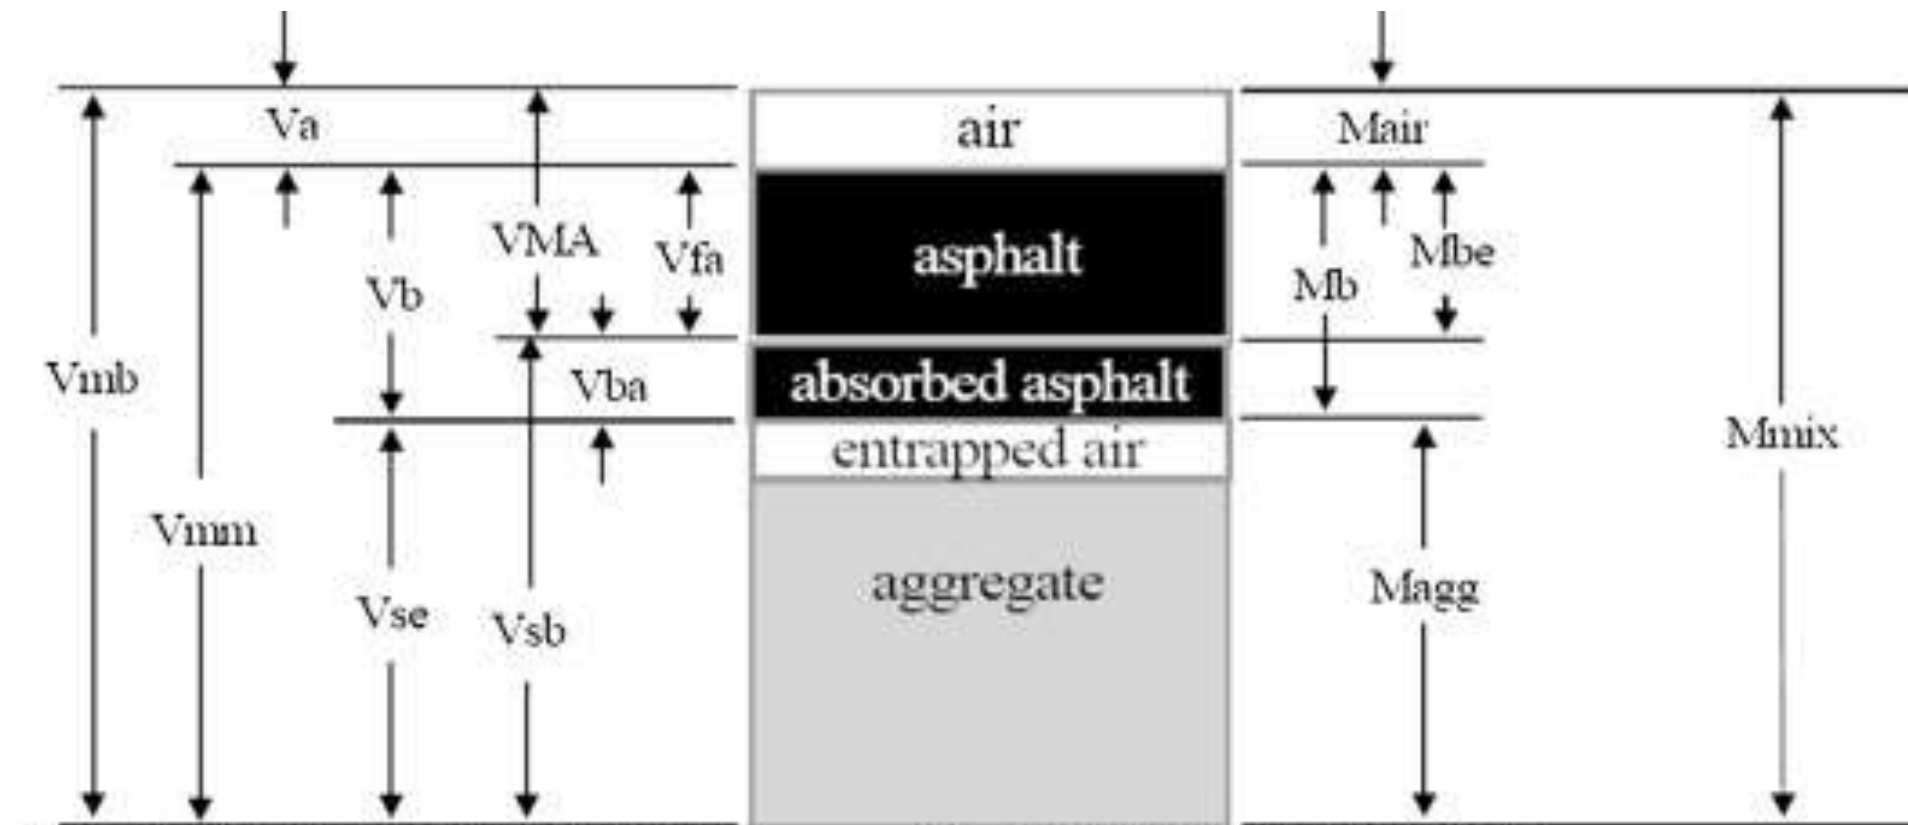 Va
air
Mair
VMA
Vfa
asphalt
Mbe
Vb
Mb
Vmb
Vba
absorbed asphalt
entrapped air
Mmix
Vmm
aggregate
Magg
Vse
Vsb